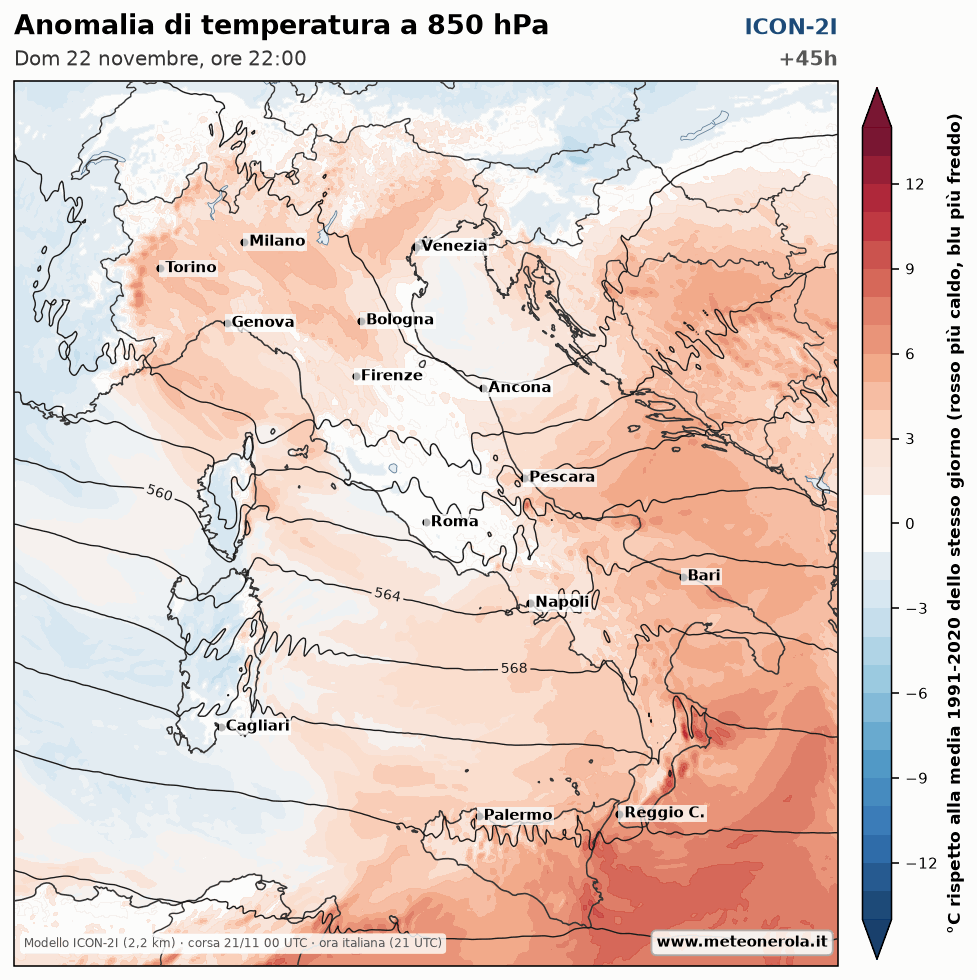 Anomalia di temperatura a 850 hPa
ICON-2I
Dom 22 novembre, ore 22:00
+45h
Milano
Venezia
Torino
Genova
Bologna
Firenze
Ancona
Pescara
560
Roma
Bari
564
Napoli
568
Cagliari
Palermo
Reggio C.
Modello ICON-2I (2,2 km) · corsa 21/11 00 UTC · ora italiana (21 UTC)
www.meteonerola.it
12
9
6
3
0
−3
−6
−9
−12
°C rispetto alla media 1991-2020 dello stesso giorno (rosso più caldo, blu più freddo)